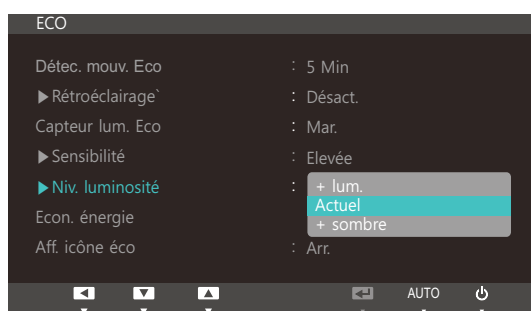 ECO
Détec. mouv. Eco : 5 Min
▶Rétroéclairage` : Désact.
Capteur lum. Eco : Mar.
▶Sensibilité : Elevée
▶Niv. luminosité : + lum.
Actuel
+ sombre
Econ. énergie
Aff. icône éco : Arr.
AUTO